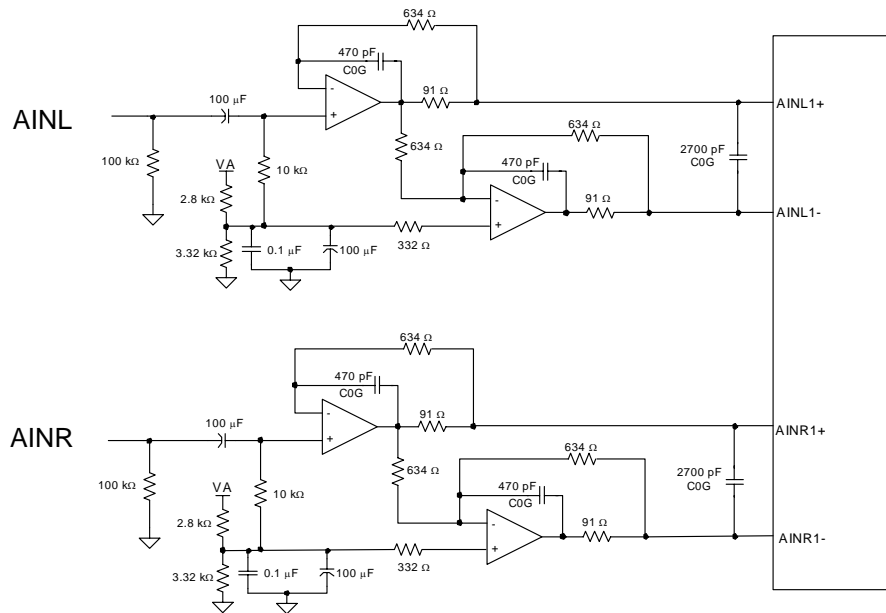 634 Ω
470 pF
C0G
-
+
91 Ω
AINL1+
100 µF
AINL
634 Ω
634 Ω
470 pF
C0G
2700 pF
C0G
100 kΩ
VA
10 kΩ
2.8 kΩ
-
+
91 Ω
AINL1-
332 Ω
3.32 kΩ
0.1 µF
100 µF
634 Ω
470 pF
C0G
-
+
91 Ω
AINR1+
100 µF
AINR
634 Ω
634 Ω
470 pF
C0G
2700 pF
C0G
100 kΩ
VA
10 kΩ
2.8 kΩ
-
+
91 Ω
AINR1-
332 Ω
3.32 kΩ
0.1 µF
100 µF